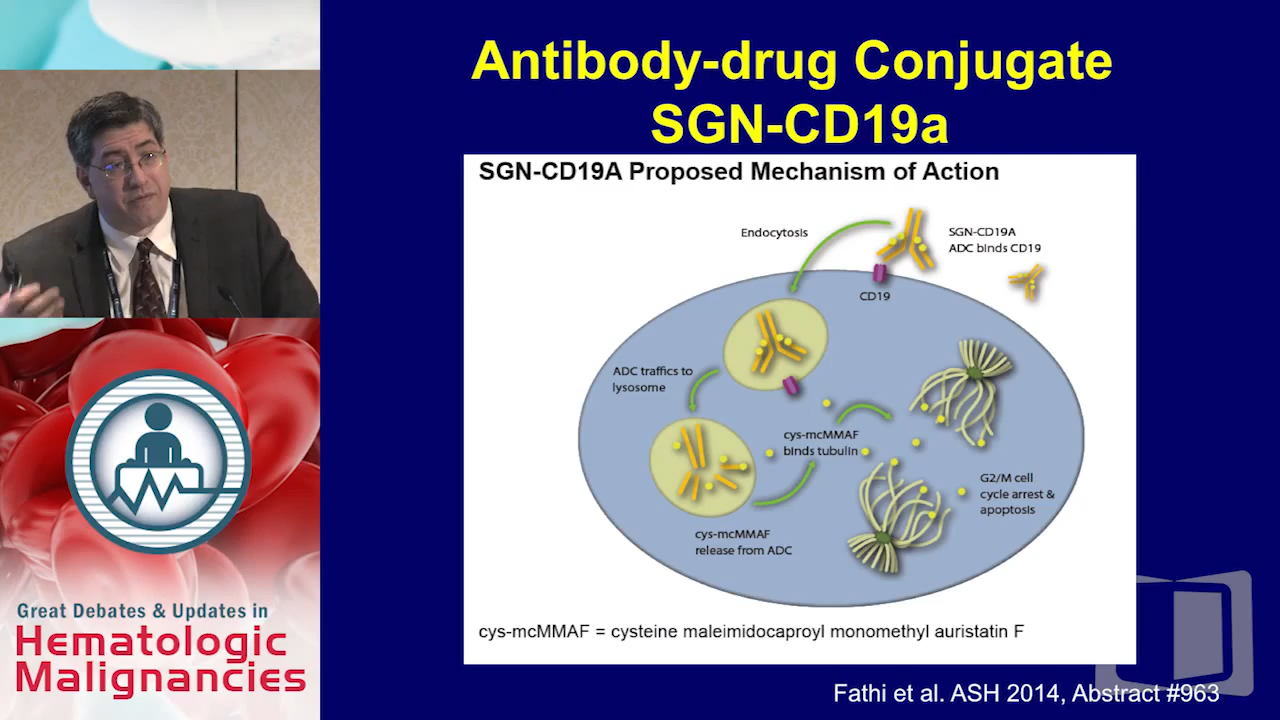 Antibody-drug Conjugate
SGN-CD19a
SGN-CD19A Proposed Mechanism of Action
Endocytosis
SGN-CD19A
ADC binds CD19
CD19
ADC traffics to
lysosome
cys-mcMMAF
binds tubulin
G2/M cell
cycle arrest &
apoptosis
cys-mcMMAF
release from ADC
cys-mcMMAF = cysteine maleimidocaproyl monomethyl auristatin F
Fathi et al. ASH 2014, Abstract #963
Great Debates & Updates in
Hematologic
Malignancies